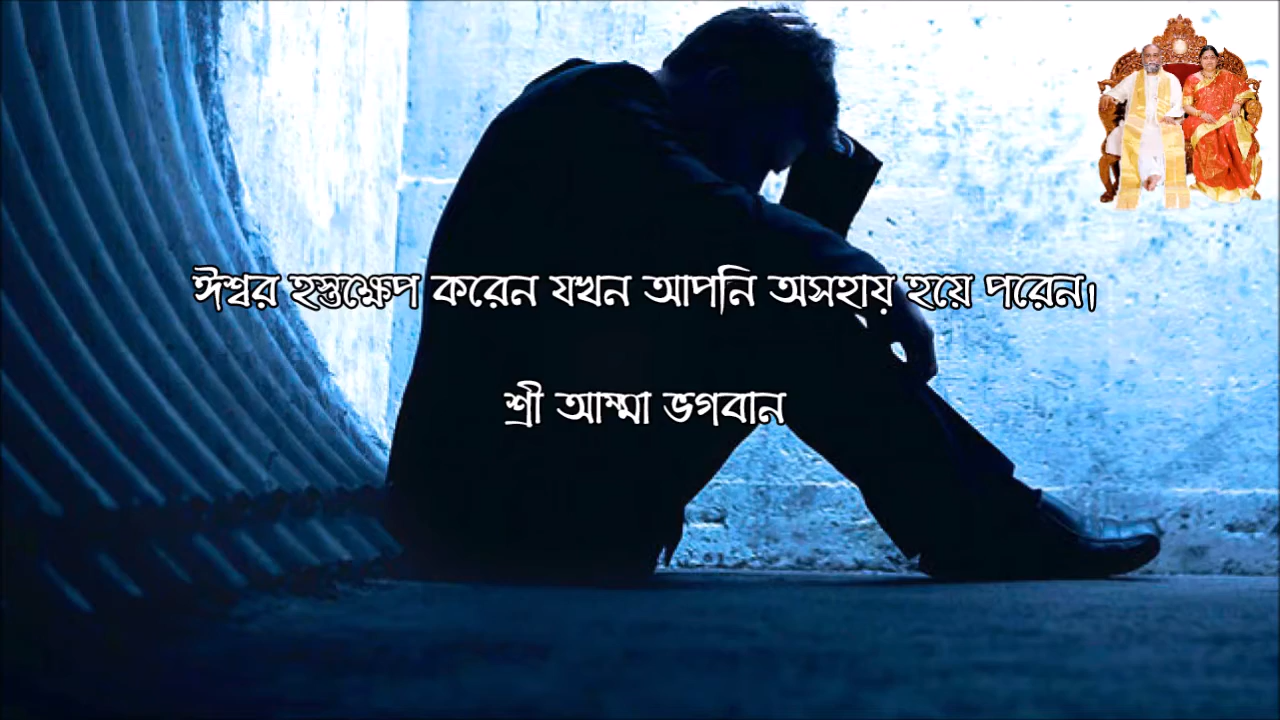 ঈশ্বর হস্তক্ষেপ করেন যখন আপনি অসহায় হয়ে পরেন।
শ্রী আম্মা ভগবান